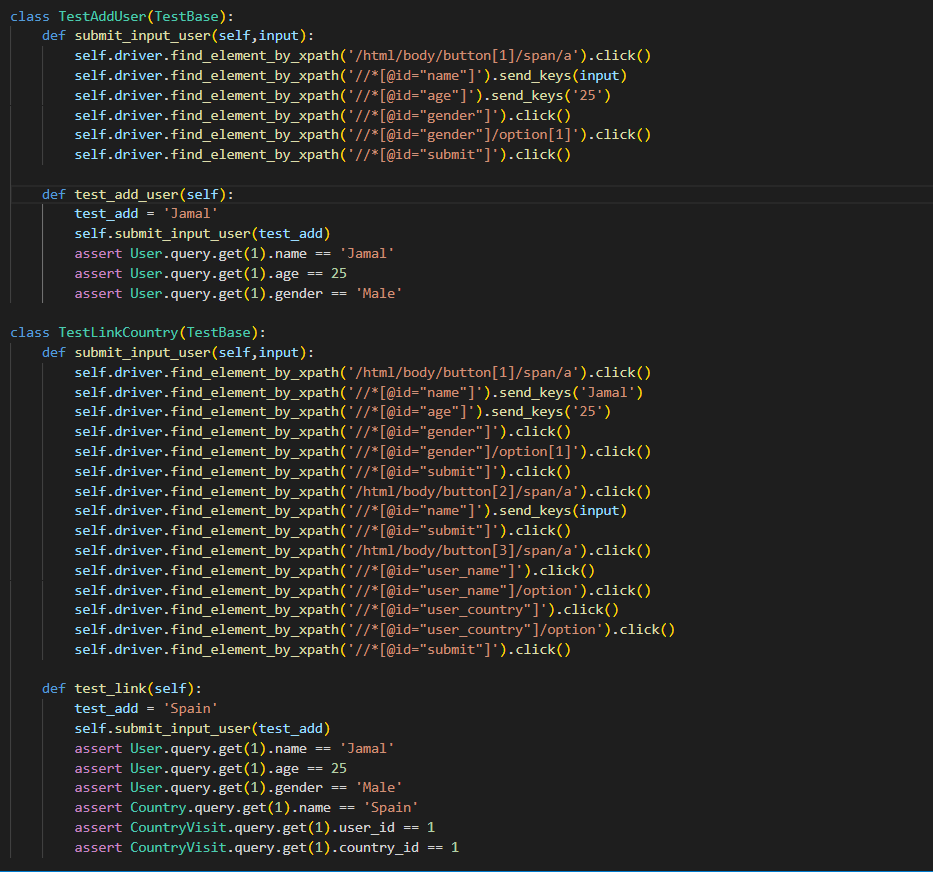 class TestAddUser(TestBase):
    def submit_input_user(self,input):
        self.driver.find_element_by_xpath('/html/body/button[1]/span/a').click()
        self.driver.find_element_by_xpath('//*[@id="name"]').send_keys(input)
        self.driver.find_element_by_xpath('//*[@id="age"]').send_keys('25')
        self.driver.find_element_by_xpath('//*[@id="gender"]').click()
        self.driver.find_element_by_xpath('//*[@id="gender"]/option[1]').click()
        self.driver.find_element_by_xpath('//*[@id="submit"]').click()

    def test_add_user(self):
        test_add = 'Jamal'
        self.submit_input_user(test_add)
        assert User.query.get(1).name == 'Jamal'
        assert User.query.get(1).age == 25
        assert User.query.get(1).gender == 'Male'

class TestLinkCountry(TestBase):
    def submit_input_user(self,input):
        self.driver.find_element_by_xpath('/html/body/button[1]/span/a').click()
        self.driver.find_element_by_xpath('//*[@id="name"]').send_keys('Jamal')
        self.driver.find_element_by_xpath('//*[@id="age"]').send_keys('25')
        self.driver.find_element_by_xpath('//*[@id="gender"]').click()
        self.driver.find_element_by_xpath('//*[@id="gender"]/option[1]').click()
        self.driver.find_element_by_xpath('//*[@id="submit"]').click()
        self.driver.find_element_by_xpath('/html/body/button[2]/span/a').click()
        self.driver.find_element_by_xpath('//*[@id="name"]').send_keys(input)
        self.driver.find_element_by_xpath('//*[@id="submit"]').click()
        self.driver.find_element_by_xpath('/html/body/button[3]/span/a').click()
        self.driver.find_element_by_xpath('//*[@id="user_name"]').click()
        self.driver.find_element_by_xpath('//*[@id="user_name"]/option').click()
        self.driver.find_element_by_xpath('//*[@id="user_country"]').click()
        self.driver.find_element_by_xpath('//*[@id="user_country"]/option').click()
        self.driver.find_element_by_xpath('//*[@id="submit"]').click()

    def test_link(self):
        test_add = 'Spain'
        self.submit_input_user(test_add)
        assert User.query.get(1).name == 'Jamal'
        assert User.query.get(1).age == 25
        assert User.query.get(1).gender == 'Male'
        assert Country.query.get(1).name == 'Spain'
        assert CountryVisit.query.get(1).user_id == 1
        assert CountryVisit.query.get(1).country_id == 1